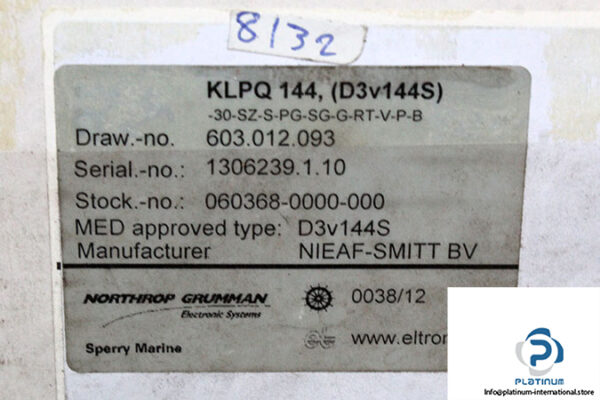 8132
KLPQ 144, (D3v144S)
-30-SZ-S-PG-SG-G-RT-V-P-B
Draw.-no. 603.012.093
Serial.-no.: 1306239.1.10
Stock.-no.: 060368-0000-000
MED approved type: D3v144S
Manufacturer NIEAF-SMITT BV
NORTHROP GRUMMAN
Electronic Systems
0038/12
Sperry Marine
www.eltron
PLATINUM
Info@platinum-international.store